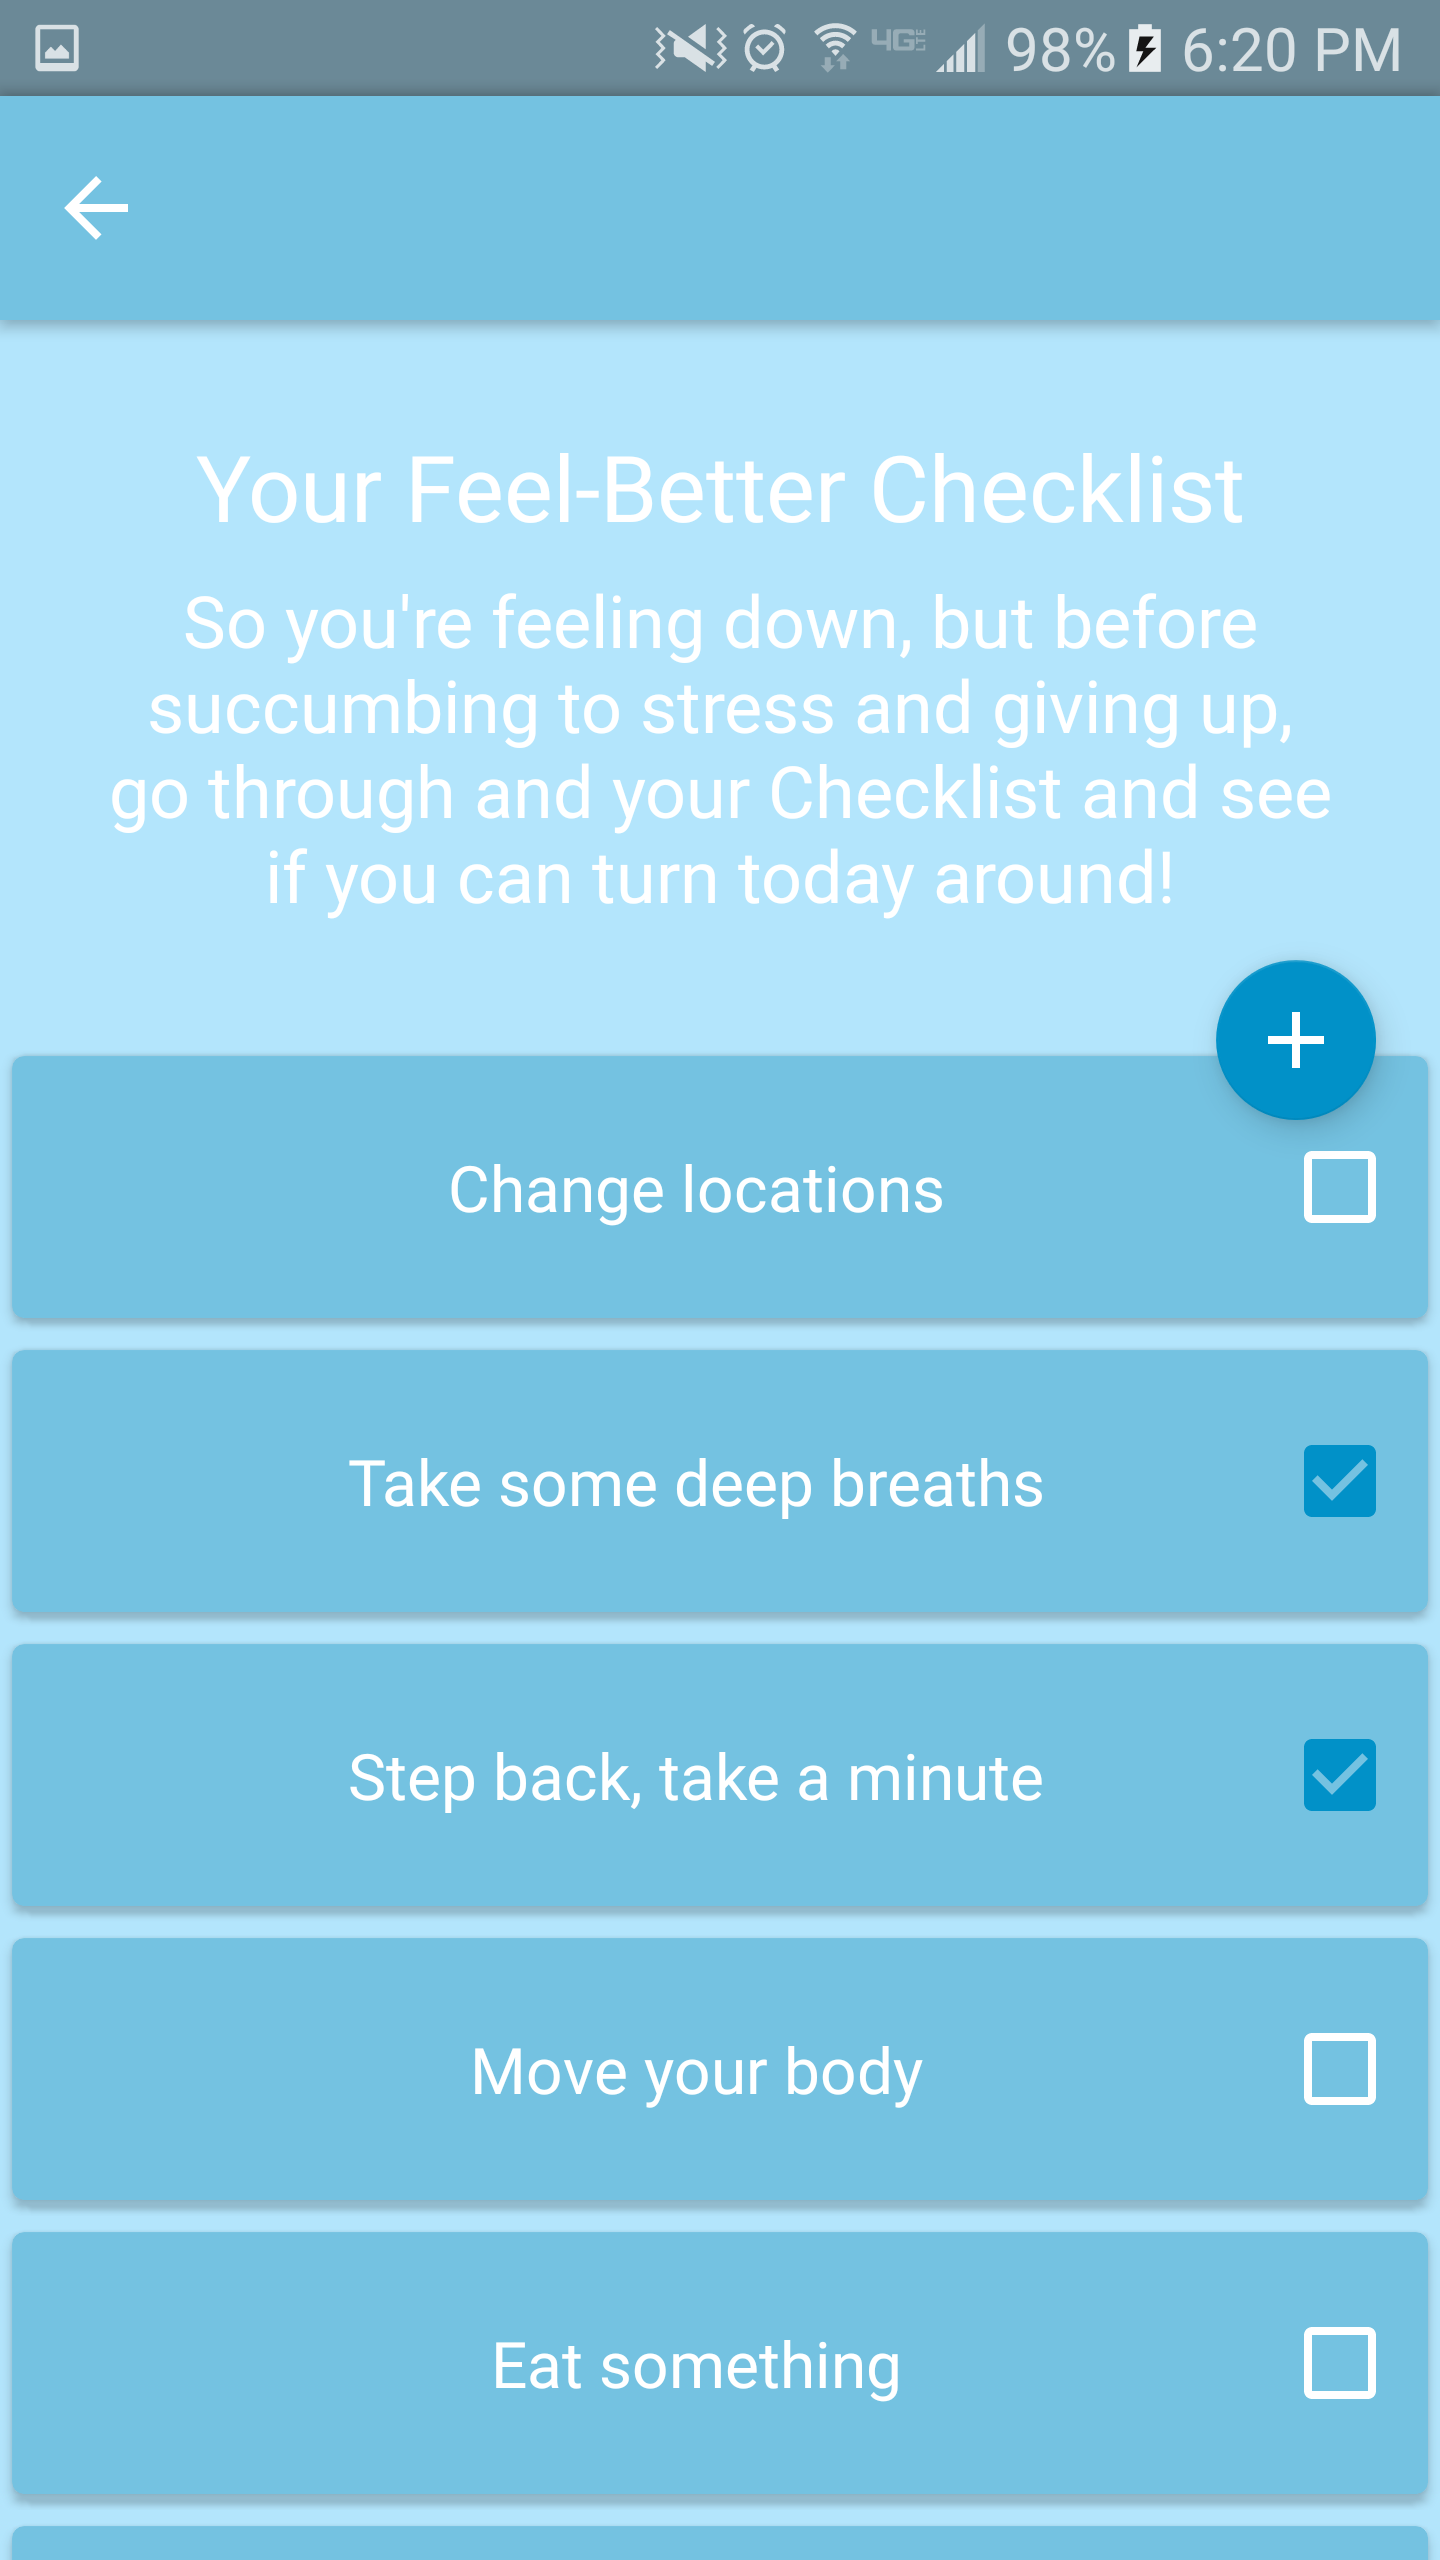 4G LTE 98% 6:20 PM
Your Feel-Better Checklist
So you're feeling down, but before
succumbing to stress and giving up,
go through and your Checklist and see
if you can turn today around!
Change locations
Take some deep breaths
Step back, take a minute
Move your body
Eat something